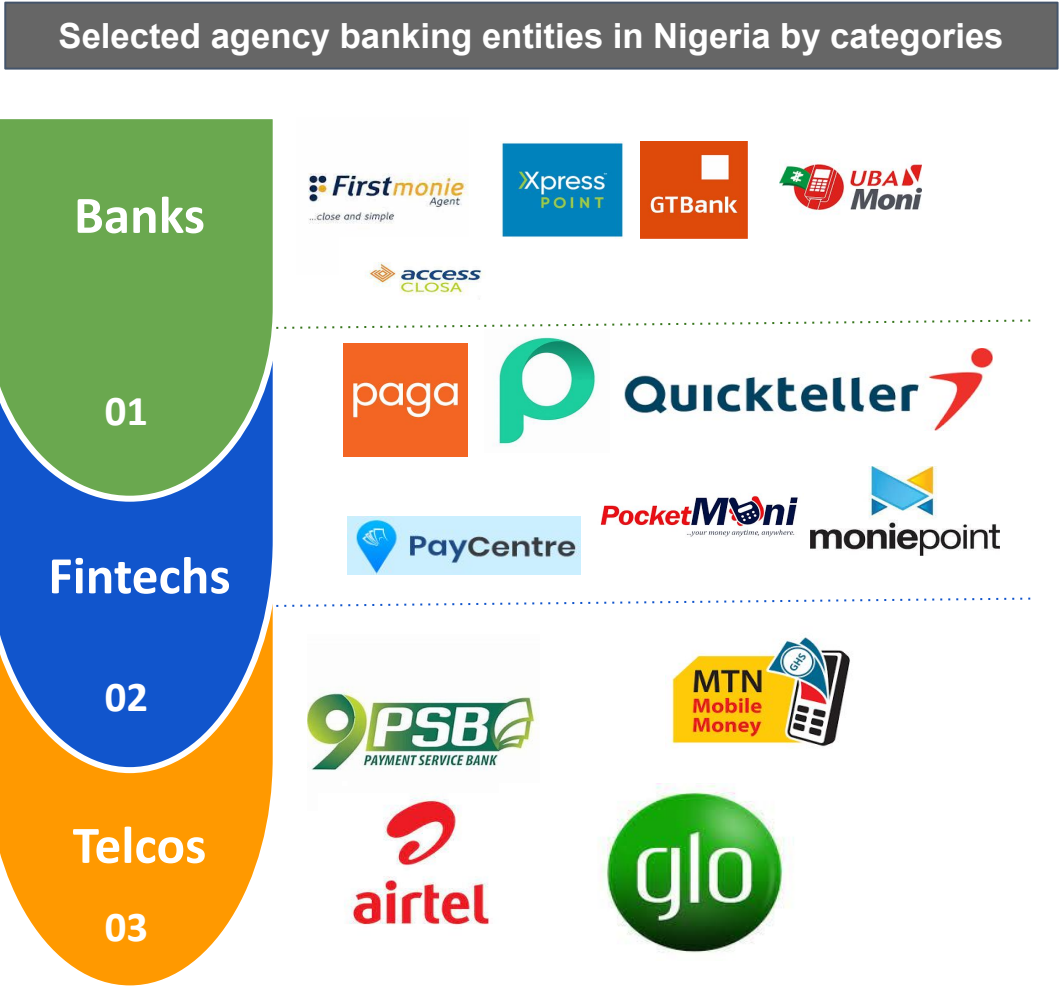 Selected agency banking entities in Nigeria by categories
Banks
01
Firstmonie
Agent
...close and simple
Xpress
POINT
GTBank
UBA
Moni
access
CLOSA
Fintechs
02
paga
Quickteller
PayCentre
PocketMoni
...your money anytime, anywhere.
moniepoint
Telcos
03
9PSB
PAYMENT SERVICE BANK
MTN
Mobile
Money
GHS
airtel
glo